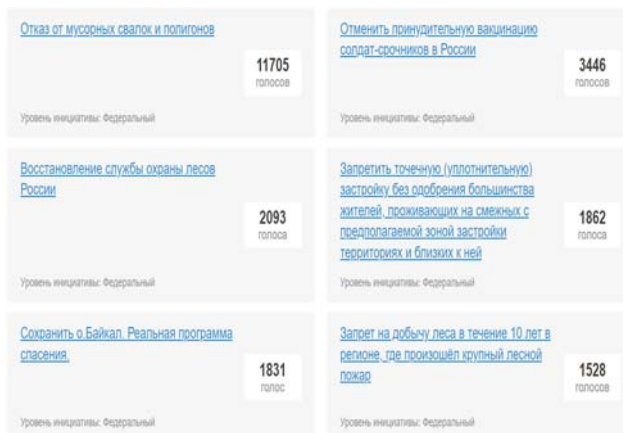 Отказ от мусорных свалок и полигонов
11705
голосов
Уровень инициативы: Федеральный
Отменить принудительную вакцинацию
солдат-срочников в России
3446
голосов
Уровень инициативы: Федеральный
Восстановление службы охраны лесов
России
2093
голоса
Уровень инициативы: Федеральный
Запретить точечную (уплотнительную)
застройку без одобрения большинства
жителей, проживающих на смежных с
предполагаемой зоной застройки
территориях и близких к ней
1862
голоса
Уровень инициативы: Федеральный
Сохранить о.Байкал. Реальная программа
спасения.
1831
голос
Уровень инициативы: Федеральный
Запрет на добычу леса в течение 10 лет в
регионе, где произошёл крупный лесной
пожар
1528
голосов
Уровень инициативы: Федеральный